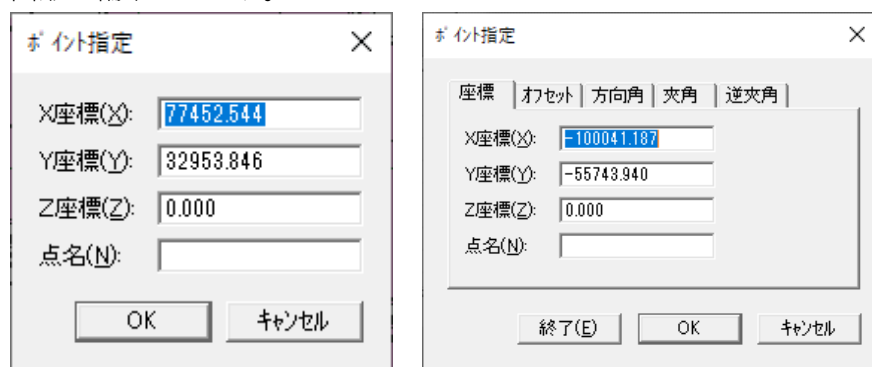 ポイント指定
X座標(X): 77452.544
Y座標(Y): 32953.846
Z座標(Z): 0.000
点名(N):
OK キャンセル
ポイント指定
座標 オフセット 方向角 夾角 逆夾角
X座標(X): -100041.187
Y座標(Y): -55743.940
Z座標(Z): 0.000
点名(N):
終了(E) OK キャンセル